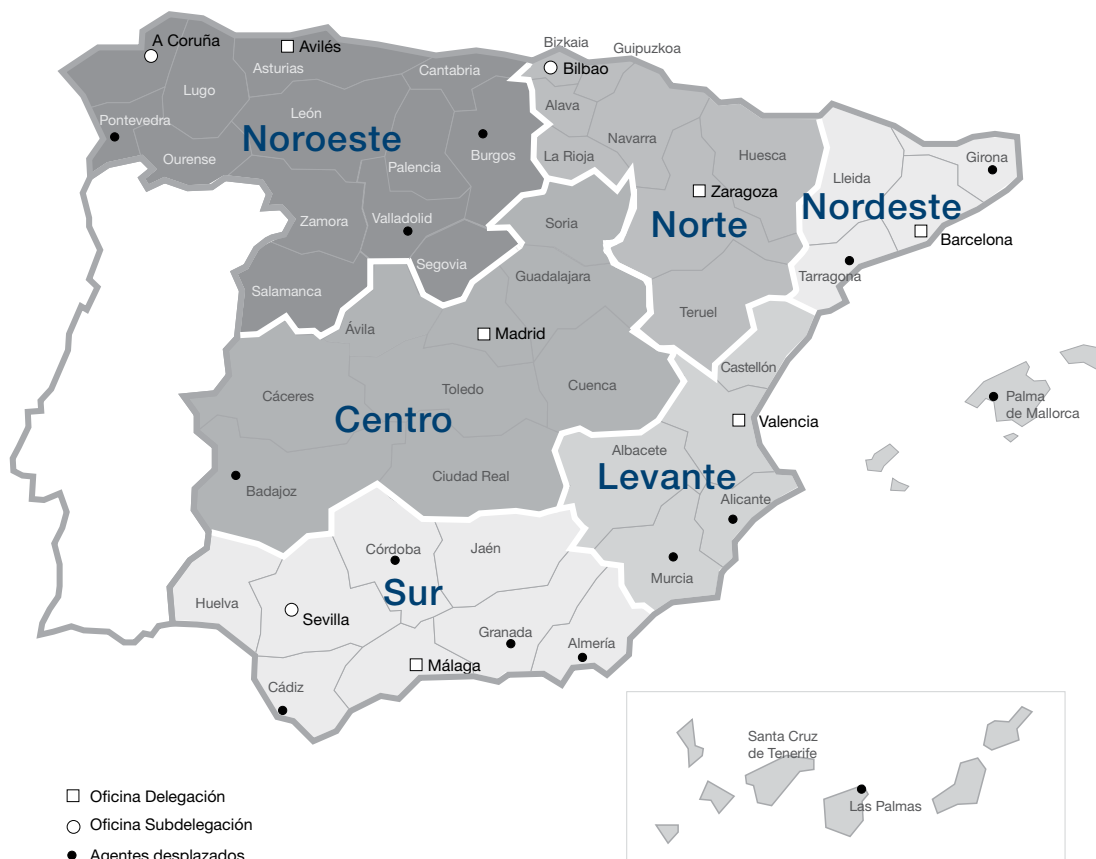 A Coruña
Avilés
Bizkaia
Guipuzkoa
Asturias
Cantabria
Bilbao
Lugo
León
Alava
Pontevedra
Noroeste
Navarra
Ourense
Palencia
Burgos
La Rioja
Huesca
Girona
Lleida
Zaragoza
Nordeste
Zamora
Valladolid
Soria
Norte
Barcelona
Segovia
Guadalajara
Tarragona
Salamanca
Teruel
Ávila
Madrid
Castellón
Cáceres
Toledo
Cuenca
Palma
de Mallorca
Centro
Valencia
Albacete
Levante
Ciudad Real
Badajoz
Alicante
Córdoba
Jaén
Murcia
Sur
Huelva
Sevilla
Granada
Almería
Málaga
Cádiz
Santa Cruz
de Tenerife
Las Palmas
Oficina Delegación
Oficina Subdelegación
Agentes desplazados